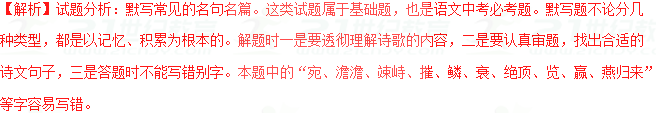 【解析】试题分析：默写常见的名句名篇。这类试题属于基础题，也是语文中考必考题。默写题不论分几
种类型，都是以记忆、积累为根本的。解题时一是要透彻理解诗歌的内容，二是要认真审题，找出合适的
诗文句子，三是答题时不能写错别字。本题中的“宛、澹澹、竦峙、摧、鳞、衰、绝顶、览、赢、燕归来”
等字容易写错。